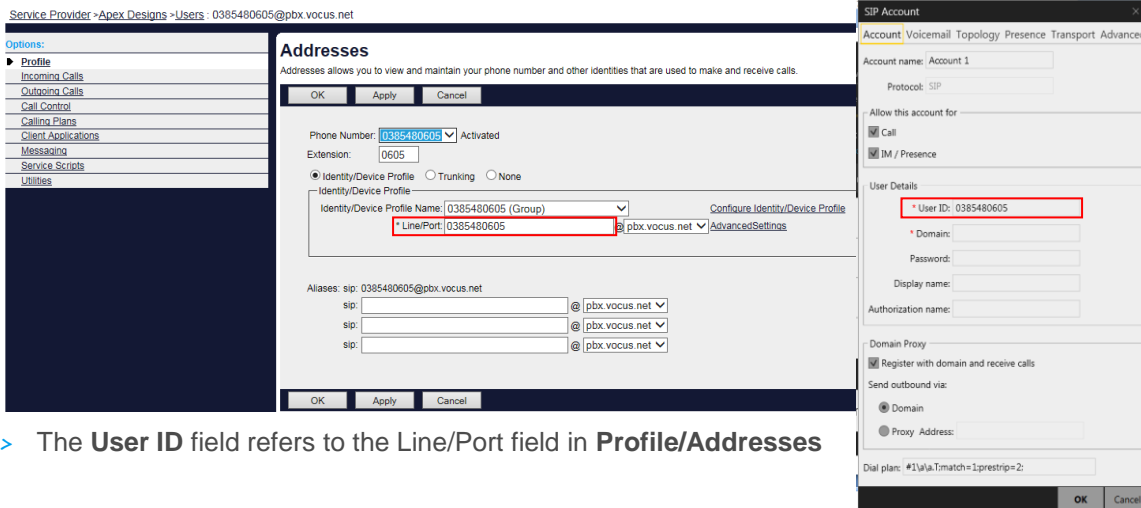 Service Provider >Apex Designs >Users : 0385480605@pbx.vocus.net
Options:
Profile
Incoming Calls
Outgoing Calls
Call Control
Calling Plans
Client Applications
Messaging
Service Scripts
Utilities
Addresses
Addresses allows you to view and maintain your phone number and other identities that are used to make and receive calls.
OK Apply Cancel
Phone Number: 0385480605 Activated
Extension: 0605
Identity/Device Profile Trunking None
Identity/Device Profile
Identity/Device Profile Name: 0385480605 (Group) Configure Identity/Device Profile
* Line/Port: 0385480605 @ pbx.vocus.net AdvancedSettings
Aliases: sip: 0385480605@pbx.vocus.net
sip: @ pbx.vocus.net
sip: @ pbx.vocus.net
sip: @ pbx.vocus.net
OK Apply Cancel
> The User ID field refers to the Line/Port field in Profile/Addresses
SIP Account
Account Voicemail Topology Presence Transport Advanced
Account name: Account 1
Protocol: SIP
Allow this account for
Call
IM / Presence
User Details
* User ID: 0385480605
* Domain:
Password:
Display name:
Authorization name:
Domain Proxy
Register with domain and receive calls
Send outbound via:
Domain
Proxy Address:
Dial plan: #1\a\a.T;match=1;prestrip=2;
OK Cancel